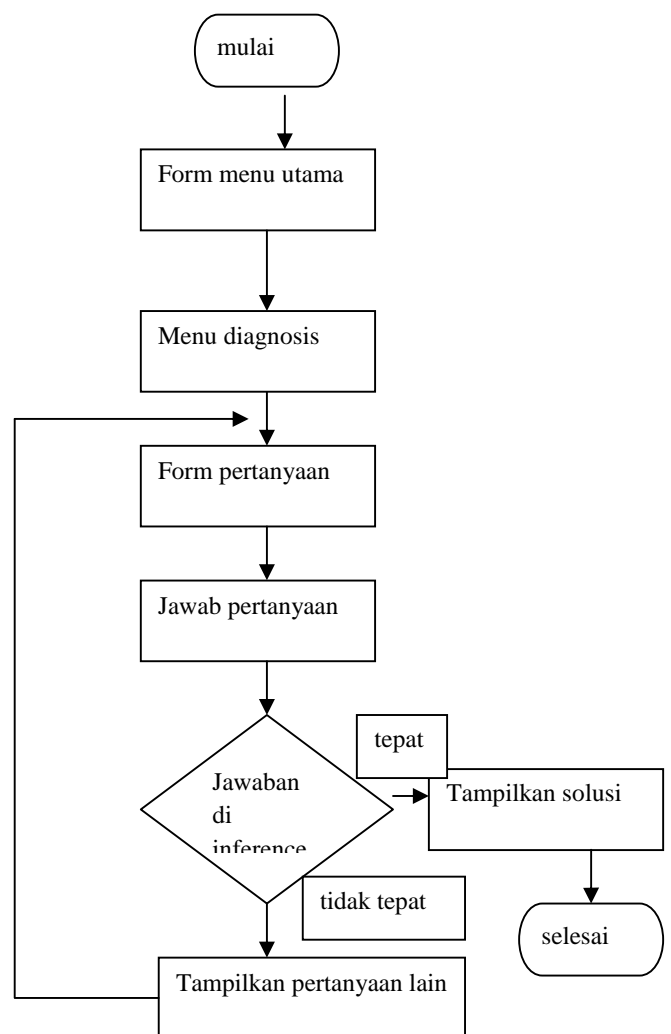 mulai
Form menu utama
Menu diagnosis
Form pertanyaan
Jawab pertanyaan
Jawaban
di
inference
tepat
Tampilkan solusi
tidak tepat
selesai
Tampilkan pertanyaan lain